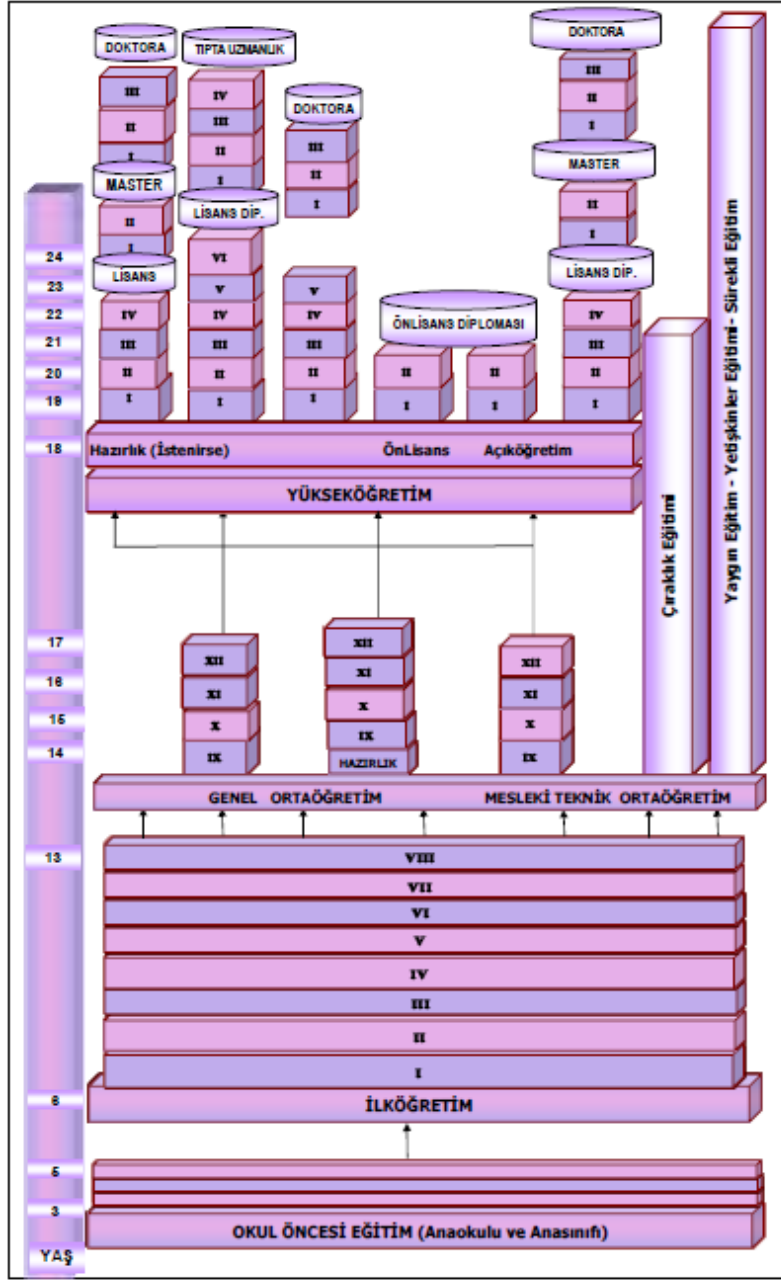 DOKTORA
TIPTA UZMANLIK
DOKTORA
III
IV
III
III
II
DOKTORA
II
II
III
I
I
I
II
MASTER
I
MASTER
II
LİSANS DİP.
II
I
I
24
LİSANS
VI
LİSANS DİP.
23
V
V
22
IV
IV
IV
ÖNLİSANS DİPLOMASI
IV
21
III
III
III
III
20
II
II
II
II
II
II
19
I
I
I
I
I
I
18
Hazırlık (İstenirse)
ÖnLisans
Açıköğretim
YÜKSEKÖĞRETİM
Çıraklık Eğitimi
Yaygın Eğitim - Yetişkinler Eğitimi- Sürekli Eğitim
17
XII
XII
XII
16
XI
XI
XI
15
X
X
X
14
IX
IX
IX
HAZIRLIK
GENEL ORTAÖĞRETİM
MESLEKİ TEKNİK ORTAÖĞRETİM
13
VIII
VII
VI
V
IV
III
II
I
6
İLKÖĞRETİM
5
3
OKUL ÖNCESİ EĞİTİM (Anaokulu ve Anasınıfı)
YAŞ